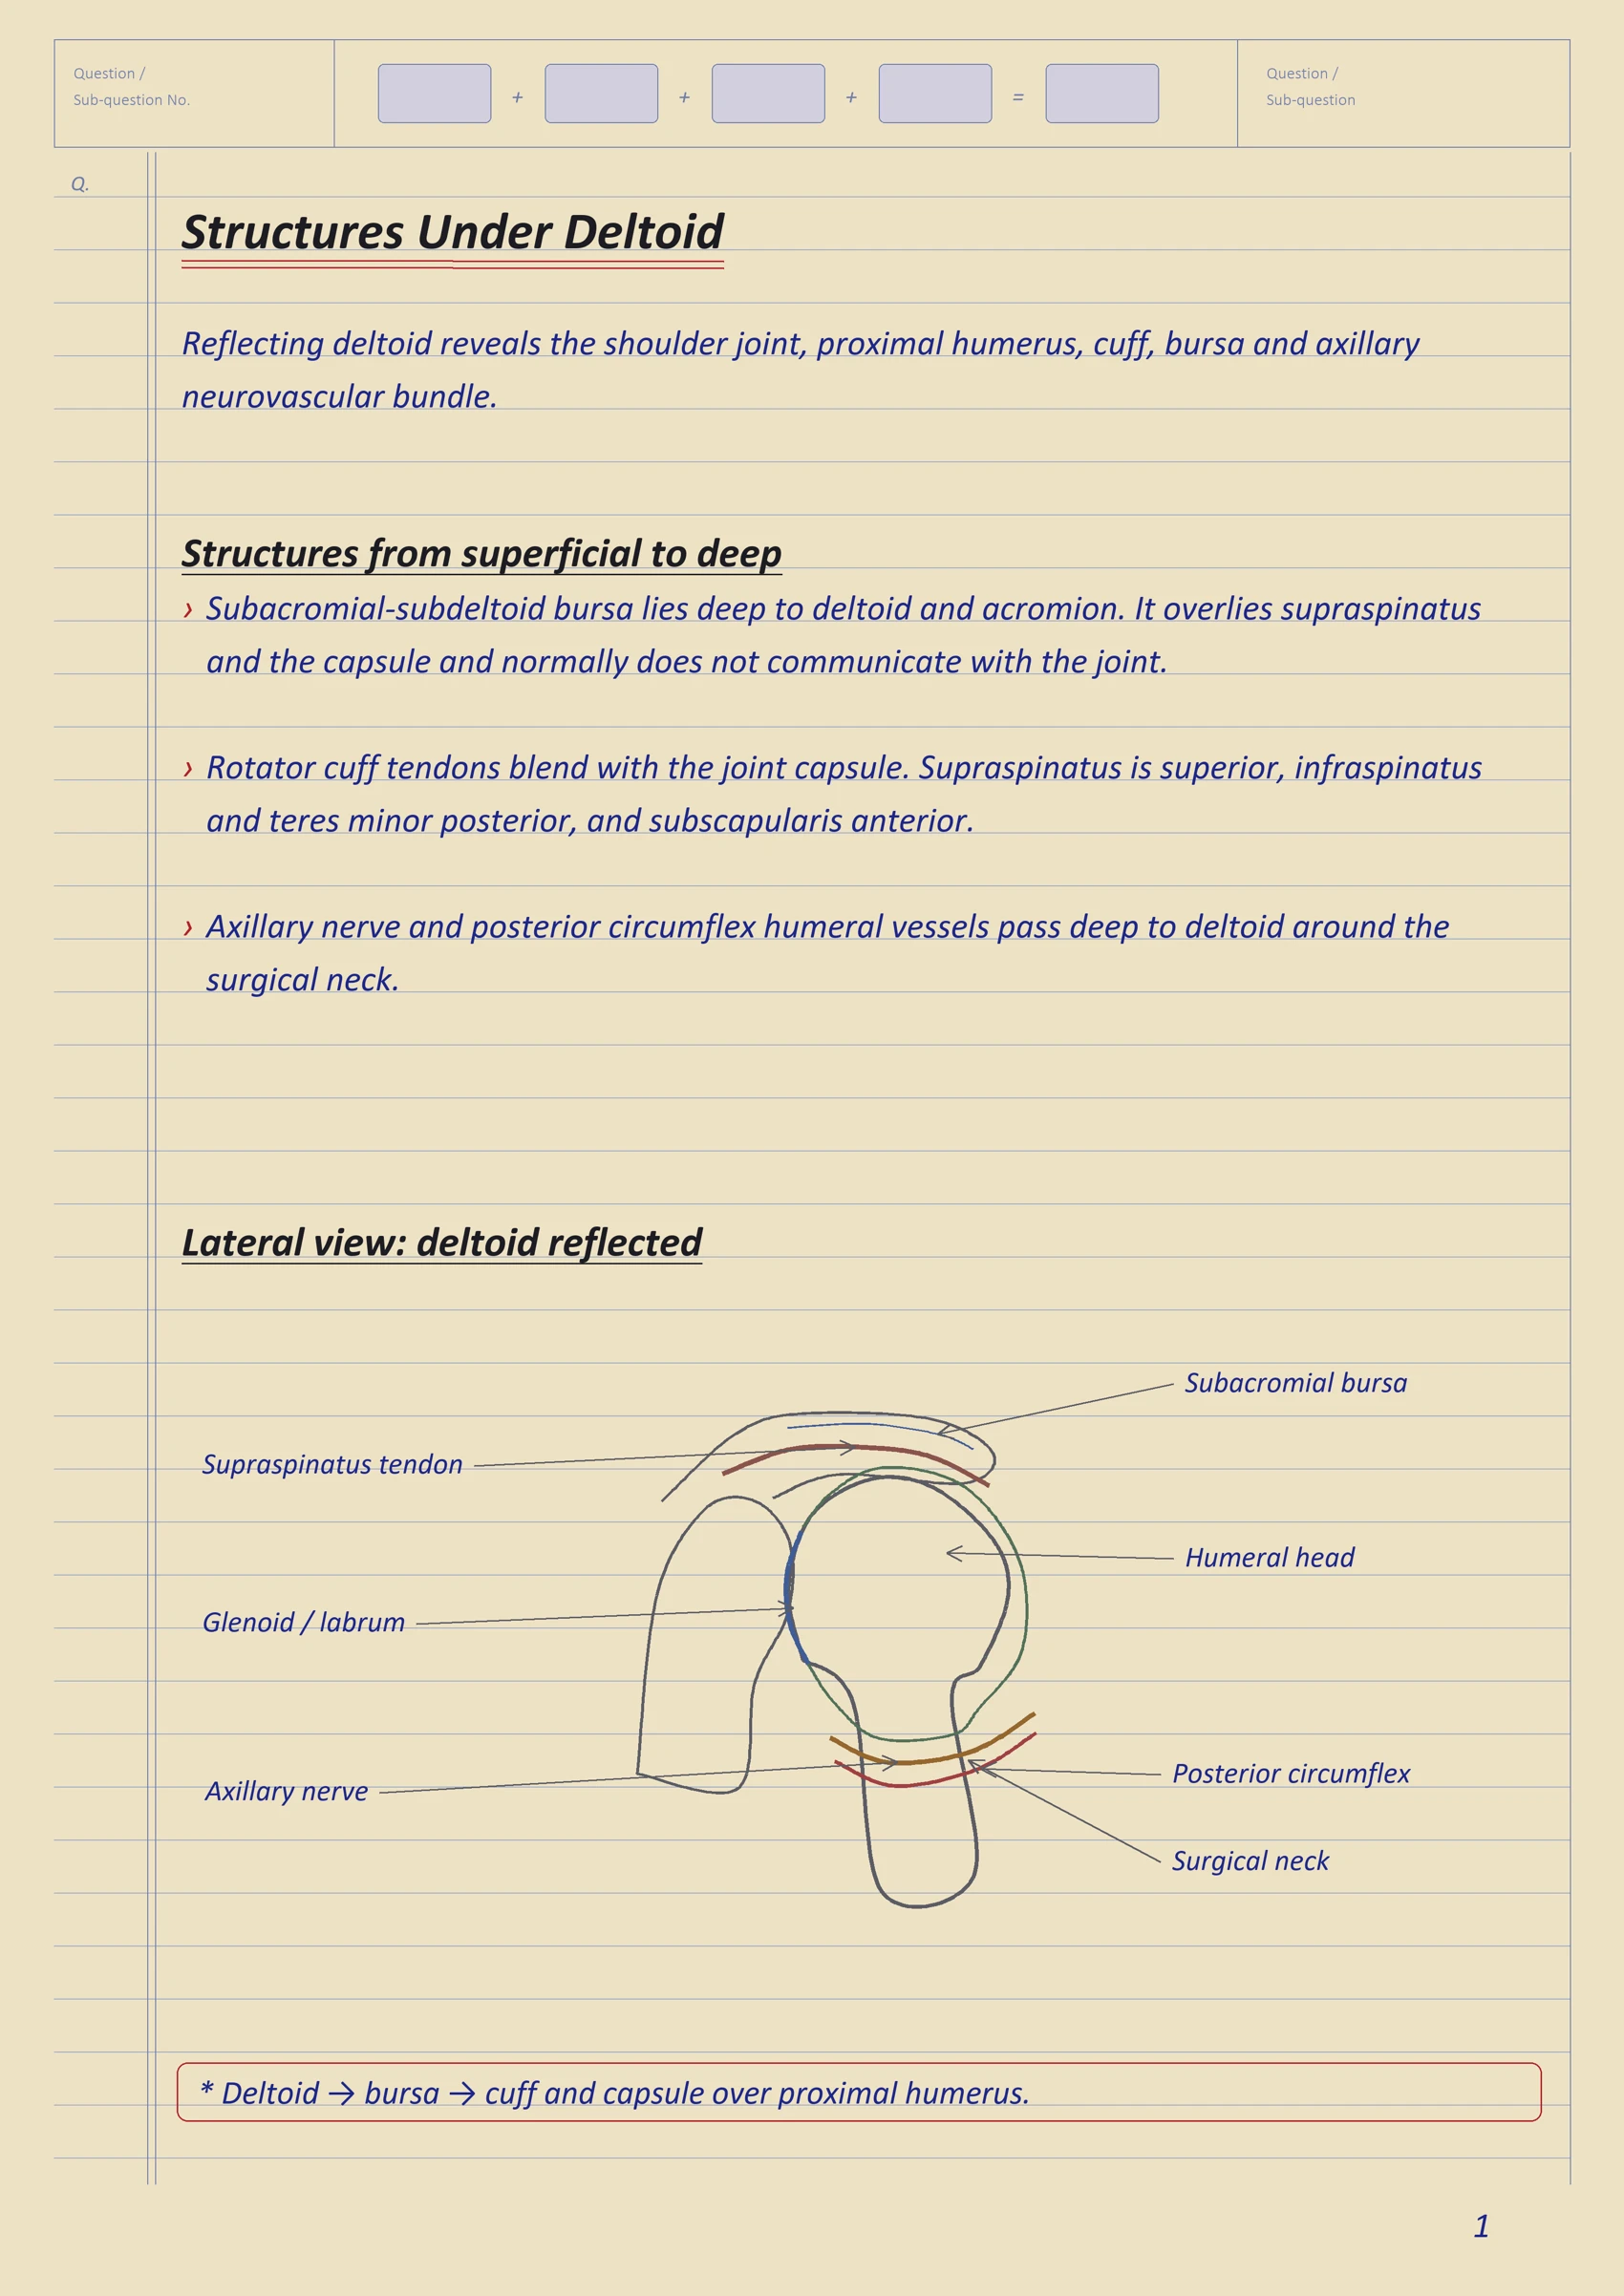 Question /
Sub-question No.
+ + + =
Question /
Sub-question
Q.
Structures Under Deltoid
Reflecting deltoid reveals the shoulder joint, proximal humerus, cuff, bursa and axillary
neurovascular bundle.
Structures from superficial to deep
› Subacromial-subdeltoid bursa lies deep to deltoid and acromion. It overlies supraspinatus
and the capsule and normally does not communicate with the joint.
› Rotator cuff tendons blend with the joint capsule. Supraspinatus is superior, infraspinatus
and teres minor posterior, and subscapularis anterior.
› Axillary nerve and posterior circumflex humeral vessels pass deep to deltoid around the
surgical neck.
Lateral view: deltoid reflected
Subacromial bursa
Supraspinatus tendon
Humeral head
Glenoid / labrum
Posterior circumflex
Axillary nerve
Surgical neck
* Deltoid → bursa → cuff and capsule over proximal humerus.
1